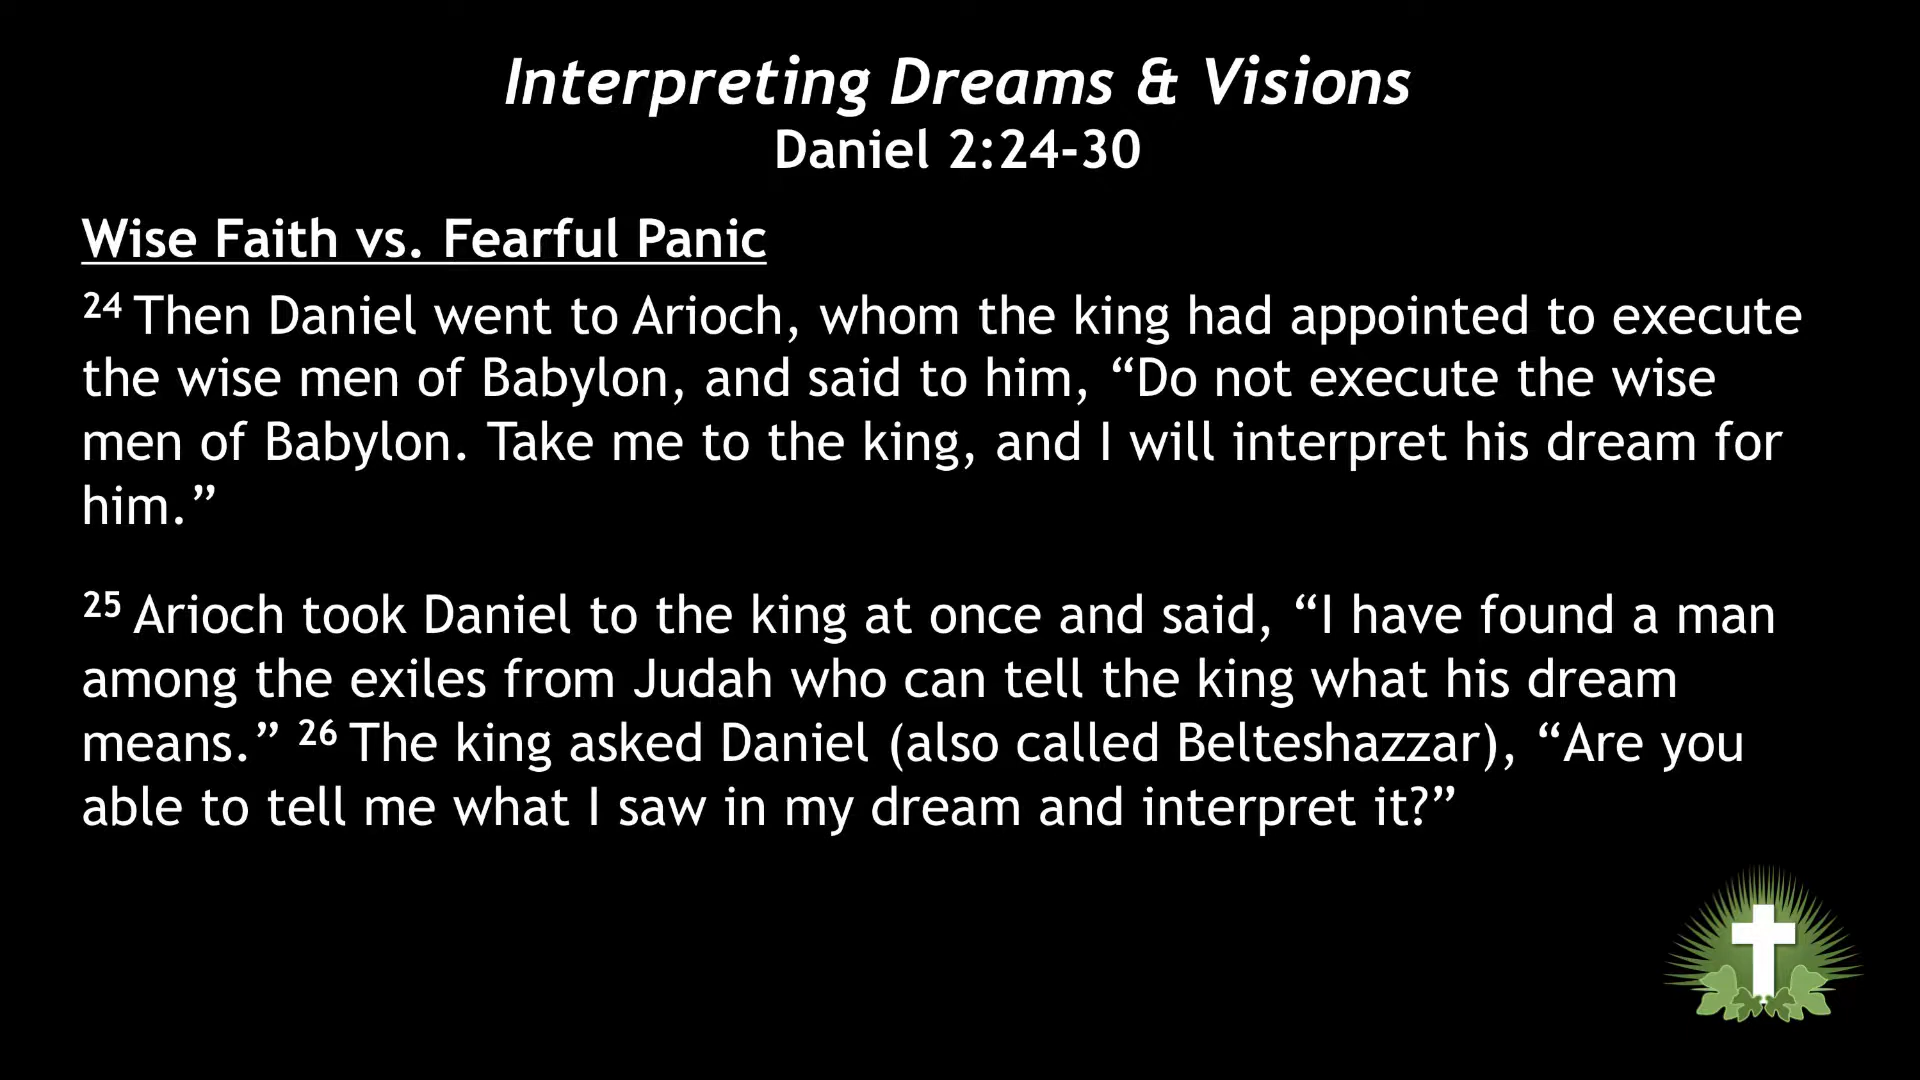 Interpreting Dreams & Visions
Daniel 2:24-30
Wise Faith vs. Fearful Panic
24 Then Daniel went to Arioch, whom the king had appointed to execute
the wise men of Babylon, and said to him, “Do not execute the wise
men of Babylon. Take me to the king, and I will interpret his dream for
him.”
25 Arioch took Daniel to the king at once and said, “I have found a man
among the exiles from Judah who can tell the king what his dream
means.” 26 The king asked Daniel (also called Belteshazzar), “Are you
able to tell me what I saw in my dream and interpret it?”